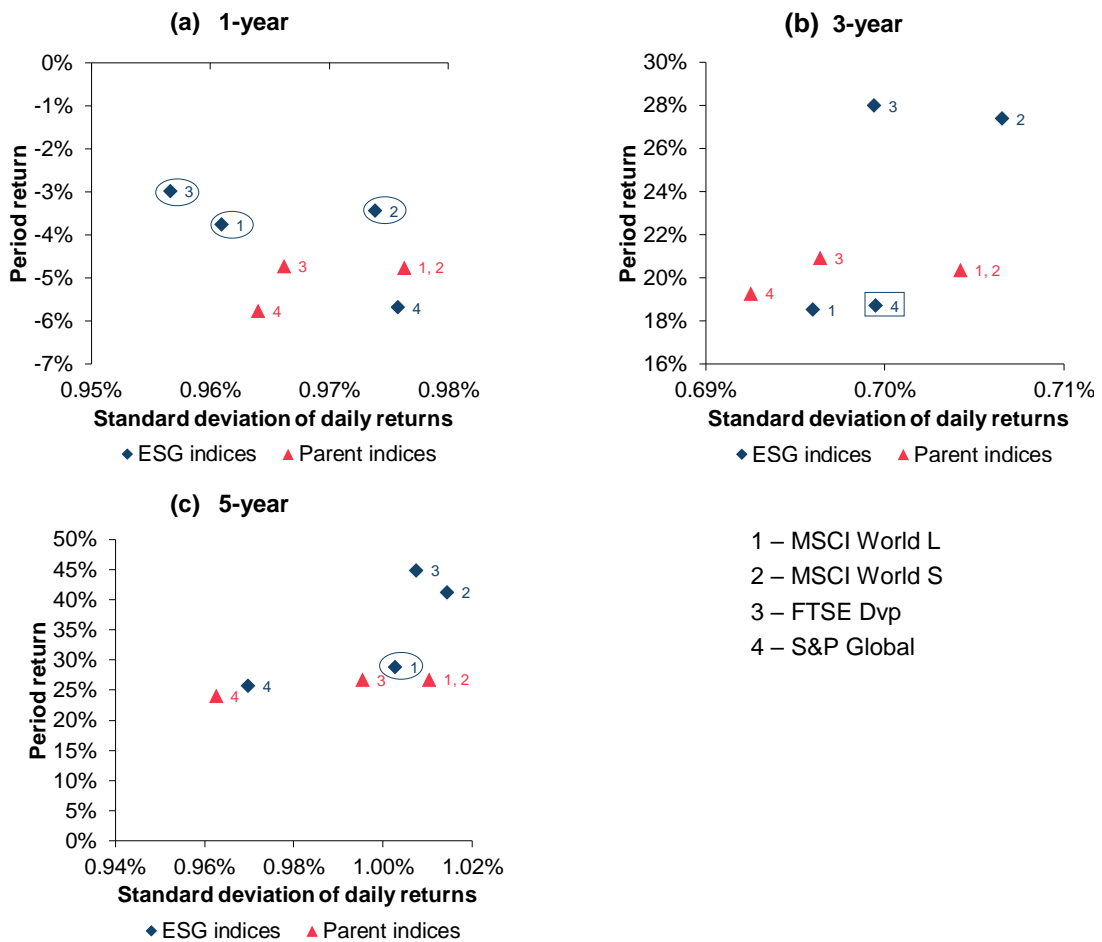 (a) 1-year
0%
-1%
-2%
-3%
-4%
-5%
-6%
-7%
Period return
3
1
2
3
1, 2
4
4
0.95% 0.96% 0.97% 0.98%
Standard deviation of daily returns
ESG indices Parent indices
(b) 3-year
30%
28%
26%
24%
22%
20%
18%
16%
Period return
3
2
3
1, 2
4
4
1
0.69% 0.70% 0.71%
Standard deviation of daily returns
ESG indices Parent indices
(c) 5-year
50%
45%
40%
35%
30%
25%
20%
15%
10%
5%
0%
Period return
3
2
1
3
1, 2
4
4
0.94% 0.96% 0.98% 1.00% 1.02%
Standard deviation of daily returns
ESG indices Parent indices
1 – MSCI World L
2 – MSCI World S
3 – FTSE Dvp
4 – S&P Global